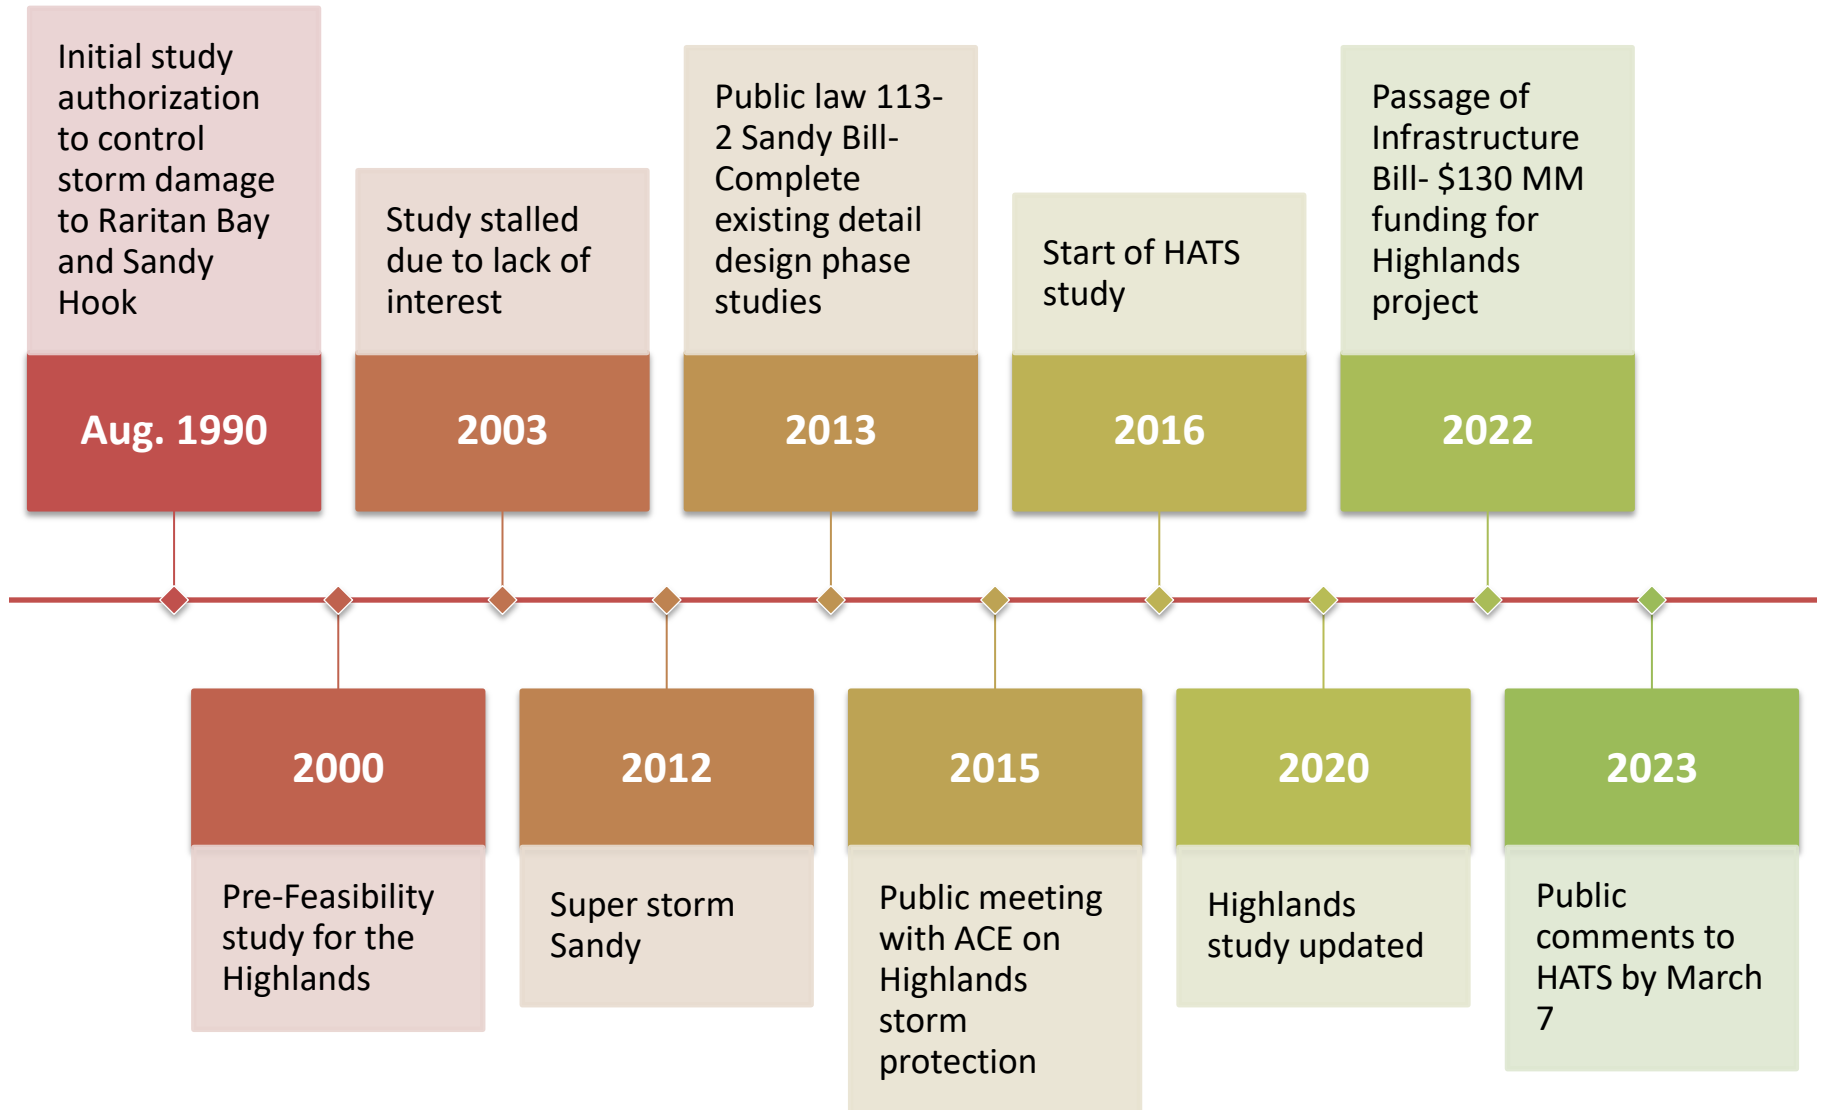 Initial study
authorization
to control
storm damage
to Raritan Bay
and Sandy
Hook
Aug. 1990
Pre-Feasibility
study for the
Highlands
2000
Study stalled
due to lack of
interest
2003
Super storm
Sandy
2012
Public law 113-
2 Sandy Bill-
Complete
existing detail
design phase
studies
2013
Public meeting
with ACE on
Highlands
storm
protection
2015
Start of HATS
study
2016
Highlands
study updated
2020
Passage of
Infrastructure
Bill- $130 MM
funding for
Highlands
project
2022
Public
comments to
HATS by March
7
2023